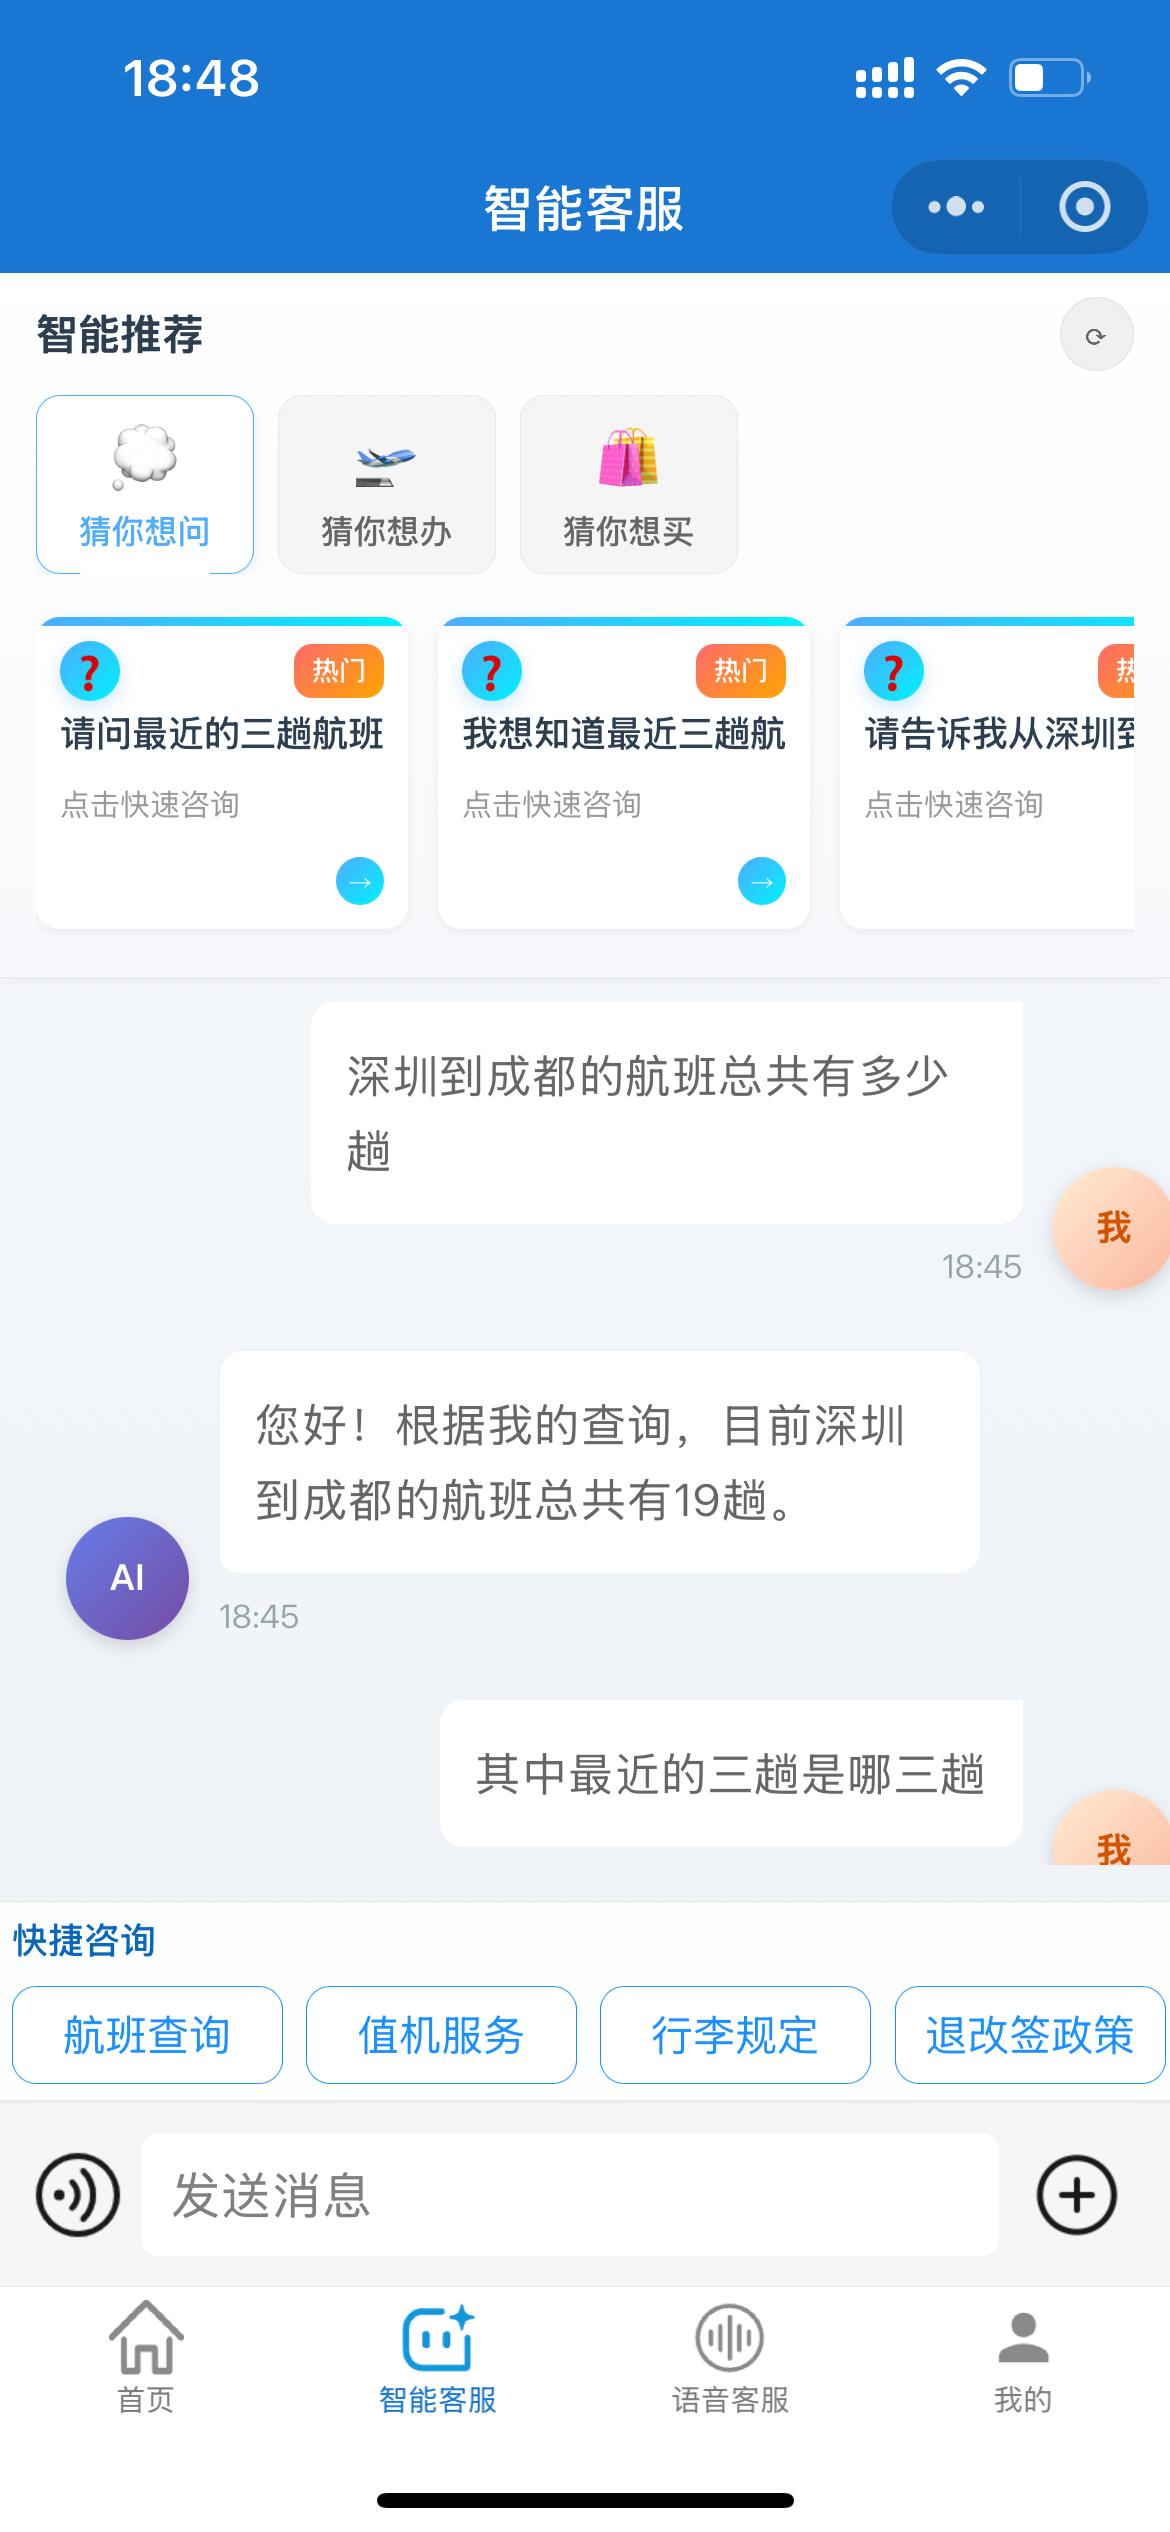 18:48
智能客服
智能推荐
猜你想问
猜你想办
猜你想买
热门
请问最近的三趟航班
点击快速咨询
热门
我想知道最近三趟航
点击快速咨询
请告诉我从深圳
点击快速咨询
深圳到成都的航班总共有多少
趟
我
18:45
您好！根据我的查询，目前深圳
到成都的航班总共有19趟。
AI
18:45
其中最近的三趟是哪三趟
我
快捷咨询
航班查询
值机服务
行李规定
退改签政策
发送消息
首页
智能客服
语音客服
我的